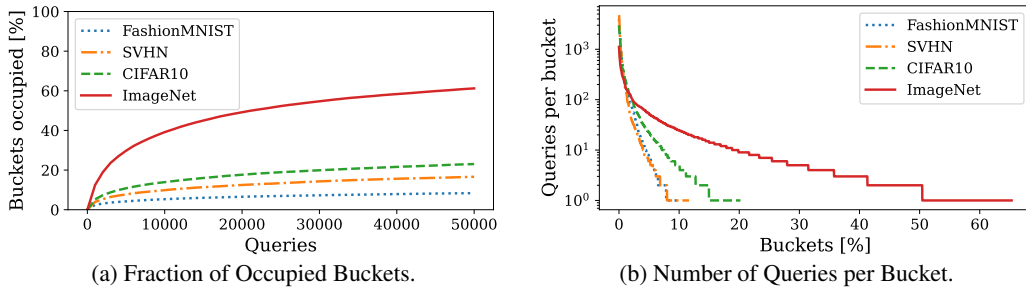 100
80
60
40
20
0
Buckets occupied [%]
FashionMNIST
SVHN
CIFAR10
ImageNet
0 10000 20000 30000 40000 50000
Queries
(a) Fraction of Occupied Buckets.
10³
10²
10¹
10⁰
Queries per bucket
FashionMNIST
SVHN
CIFAR10
ImageNet
0 10 20 30 40 50 60
Buckets [%]
(b) Number of Queries per Bucket.